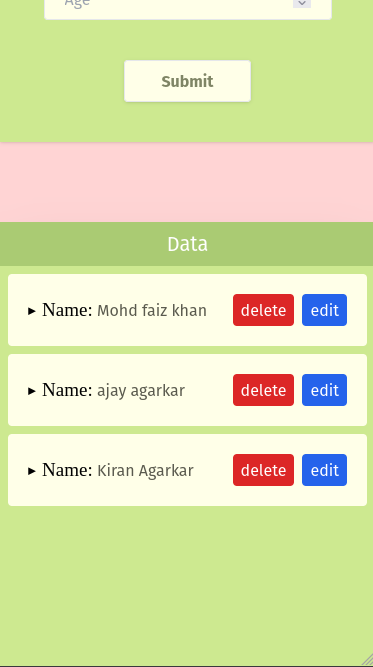 Age
Submit
Data
▸ Name: Mohd faiz khan delete edit
▸ Name: ajay agarkar delete edit
▸ Name: Kiran Agarkar delete edit